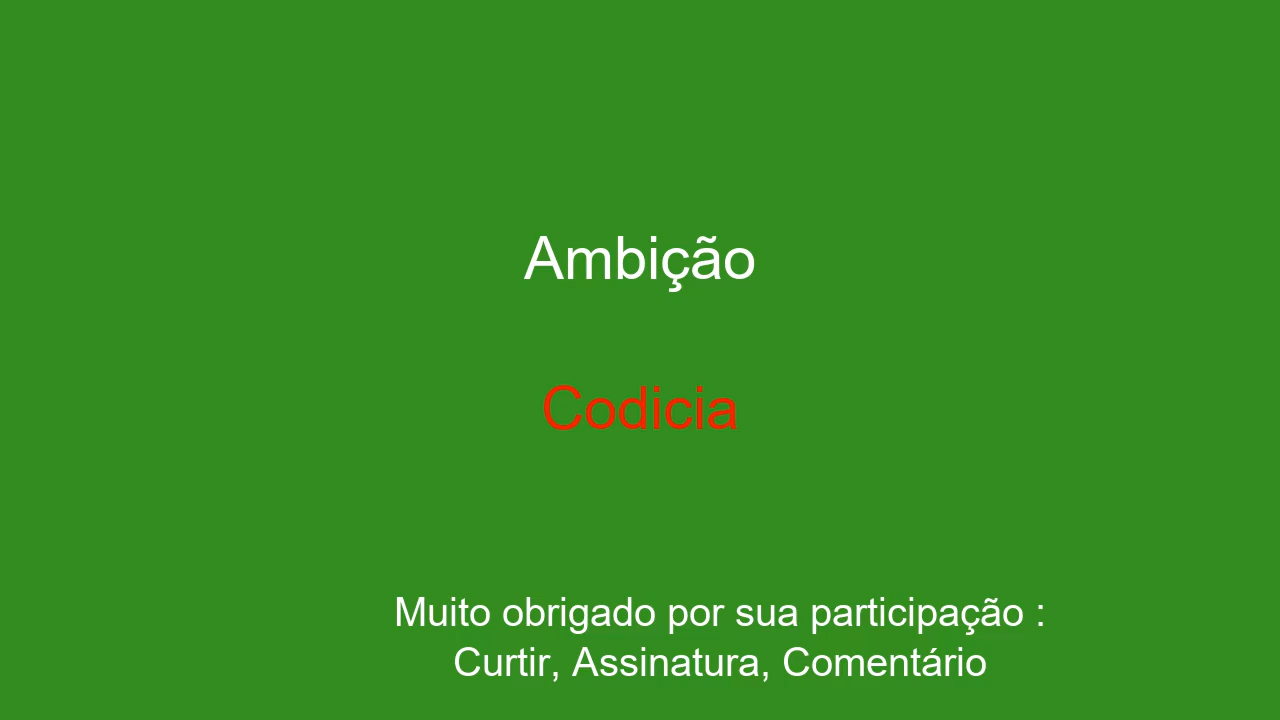 Ambição
Codicia
Muito obrigado por sua participação :
Curtir, Assinatura, Comentário